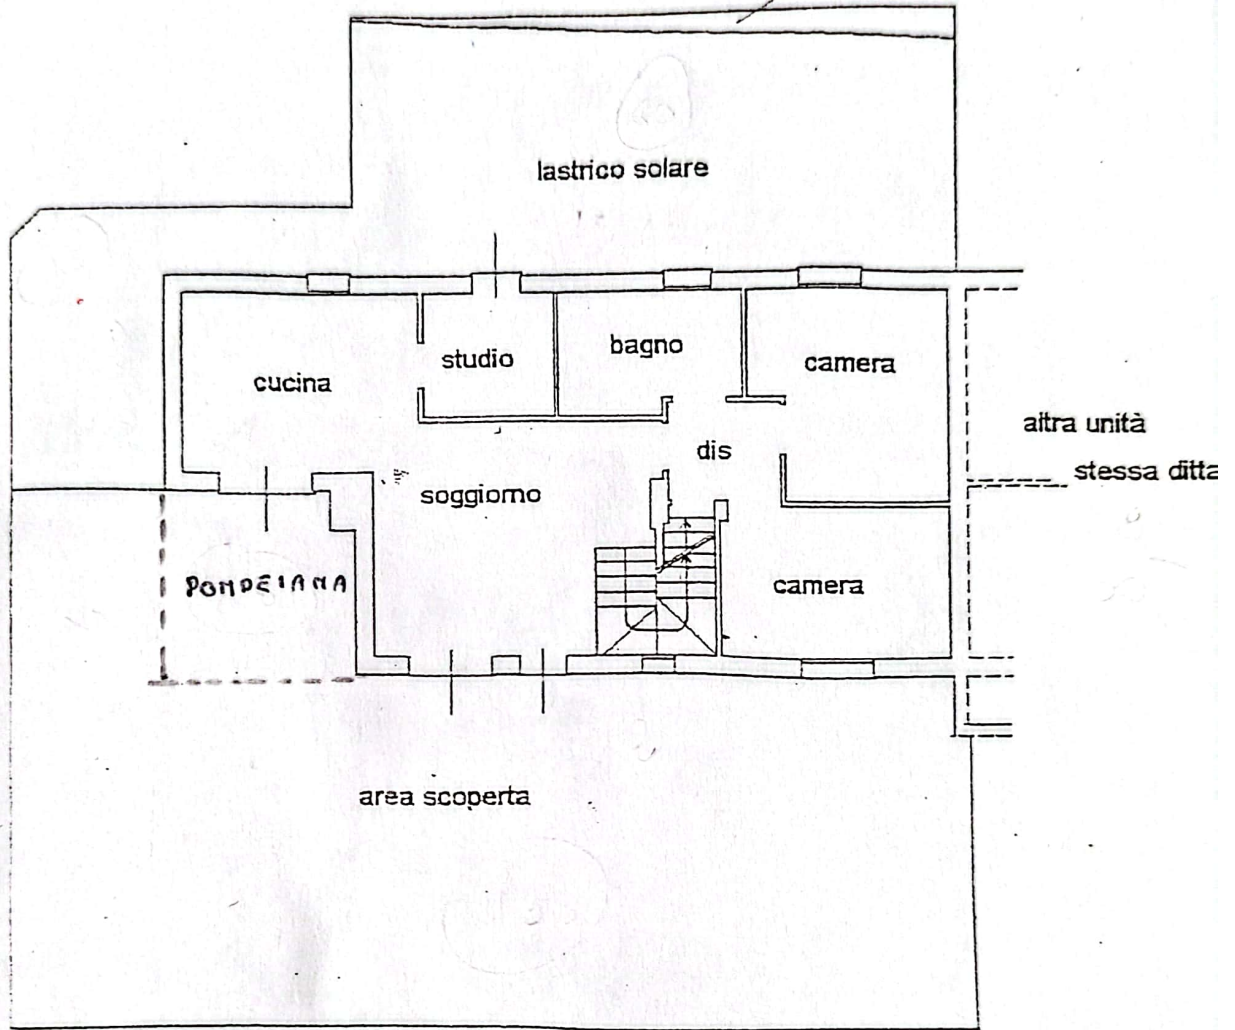 lastrico solare
studio
bagno
camera
cucina
altra unità
dis
stessa ditta
soggiorno
POMPEIANA
camera
area scoperta